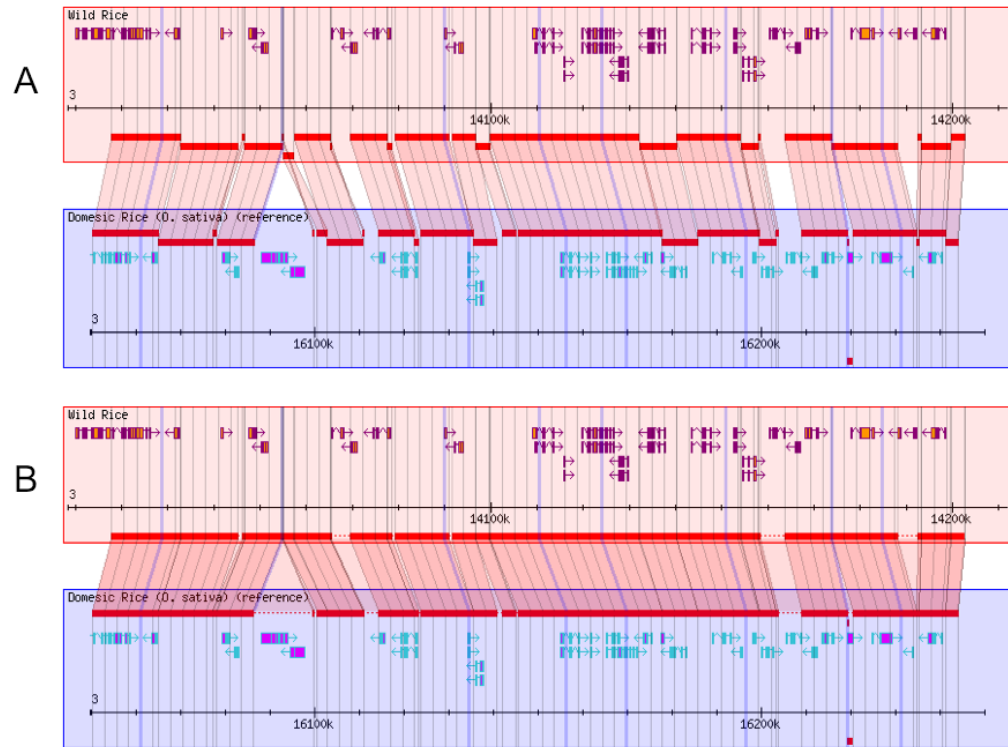 A
Wild Rice
3
14100k
14200k
Domesic Rice (O. sativa) (reference)
3
16100k
16200k
B
Wild Rice
3
14100k
14200k
Domesic Rice (O. sativa) (reference)
3
16100k
16200k